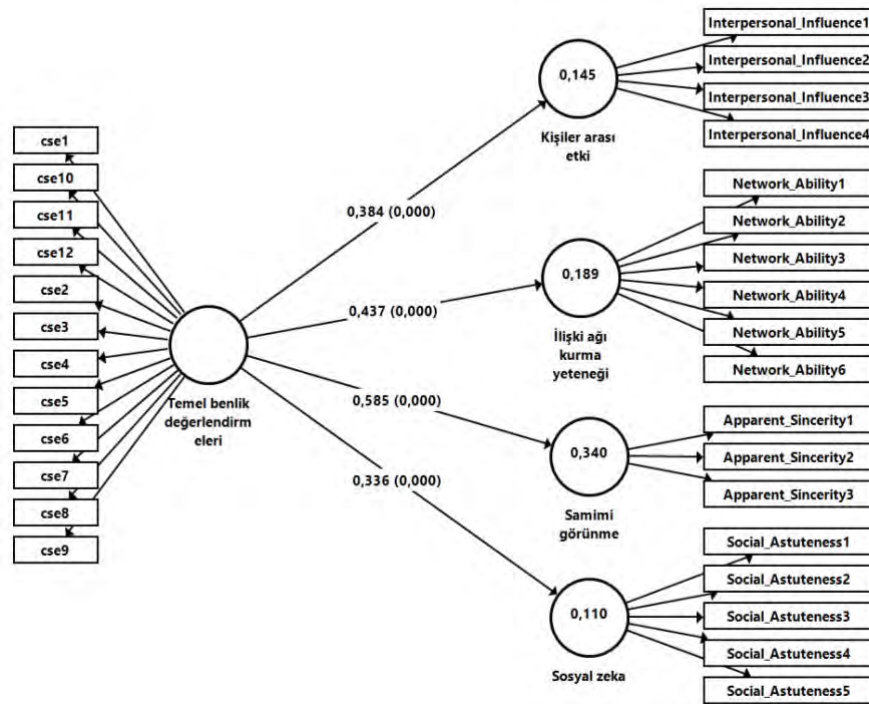 cse1
cse10
cse11
cse12
cse2
cse3
cse4
cse5
cse6
cse7
cse8
cse9
Temel benlik
değerlendirm
eleri
0,384 (0,000)
0,437 (0,000)
0,585 (0,000)
0,336 (0,000)
0,145
Kişiler arası
etki
0,189
İlişki ağı
kurma
yeteneği
0,340
Samimi
görünme
0,110
Sosyal zeka
Interpersonal_Influence1
Interpersonal_Influence2
Interpersonal_Influence3
Interpersonal_Influence4
Network_Ability1
Network_Ability2
Network_Ability3
Network_Ability4
Network_Ability5
Network_Ability6
Apparent_Sincerity1
Apparent_Sincerity2
Apparent_Sincerity3
Social_Astuteness1
Social_Astuteness2
Social_Astuteness3
Social_Astuteness4
Social_Astuteness5